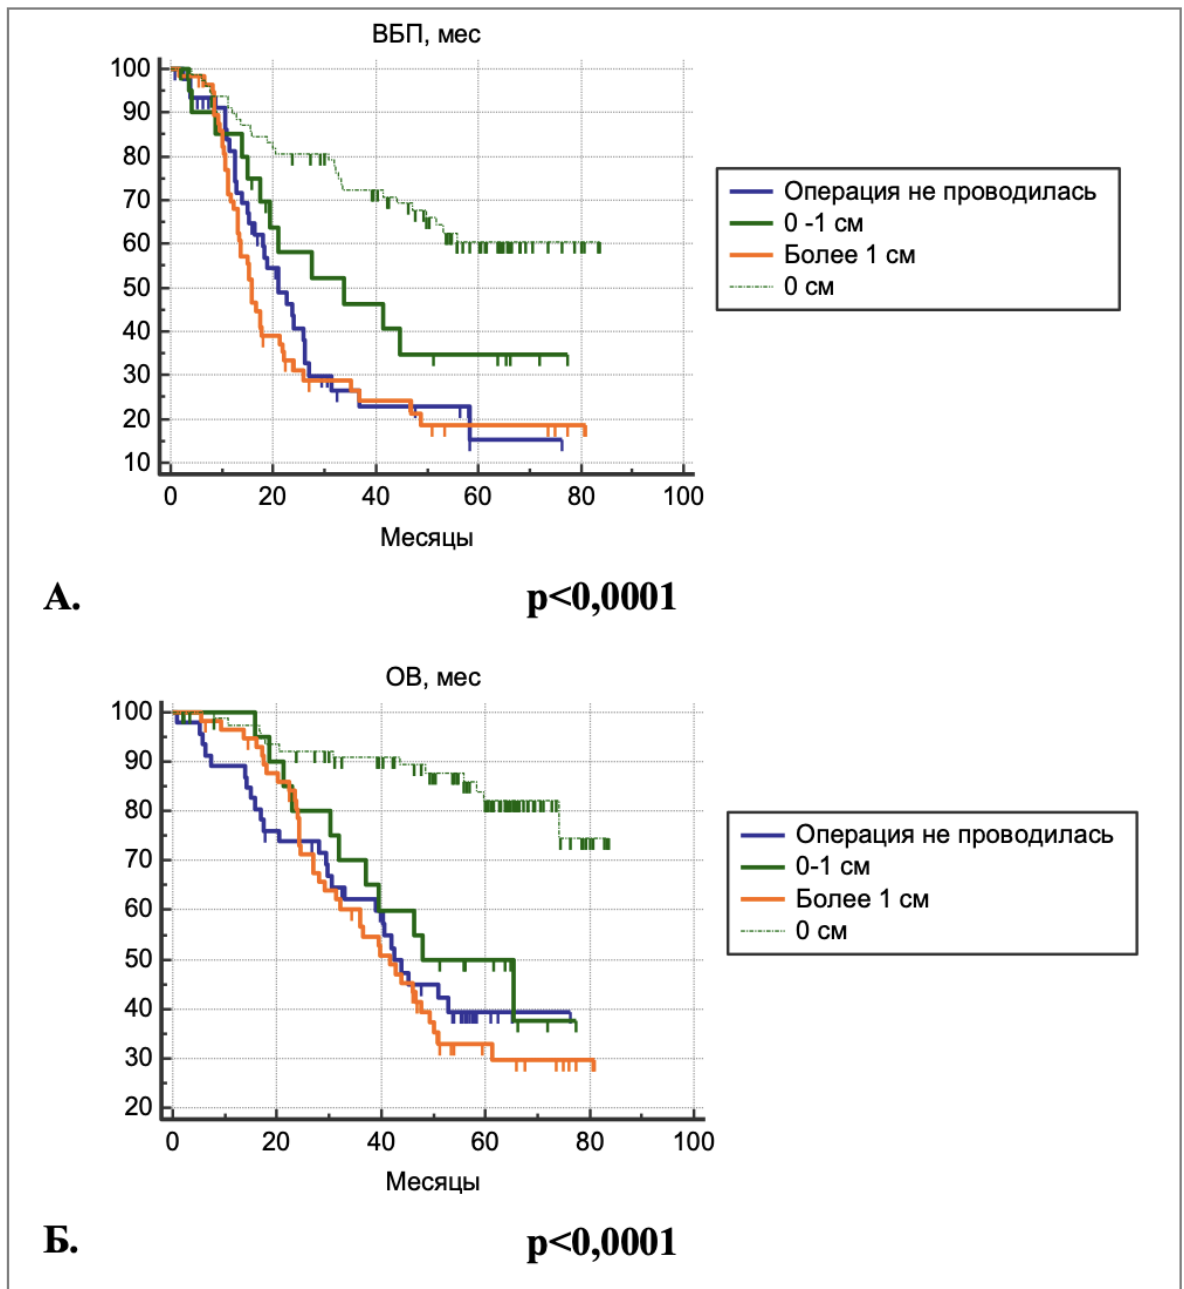 ВБП, мес
100
90
80
70
60
50
40
30
20
10
0 20 40 60 80 100
Месяцы
Операция не проводилась
0 -1 см
Более 1 см
0 см
А. p<0,0001
ОВ, мес
100
90
80
70
60
50
40
30
20
0 20 40 60 80 100
Месяцы
Операция не проводилась
0-1 см
Более 1 см
0 см
Б. p<0,0001